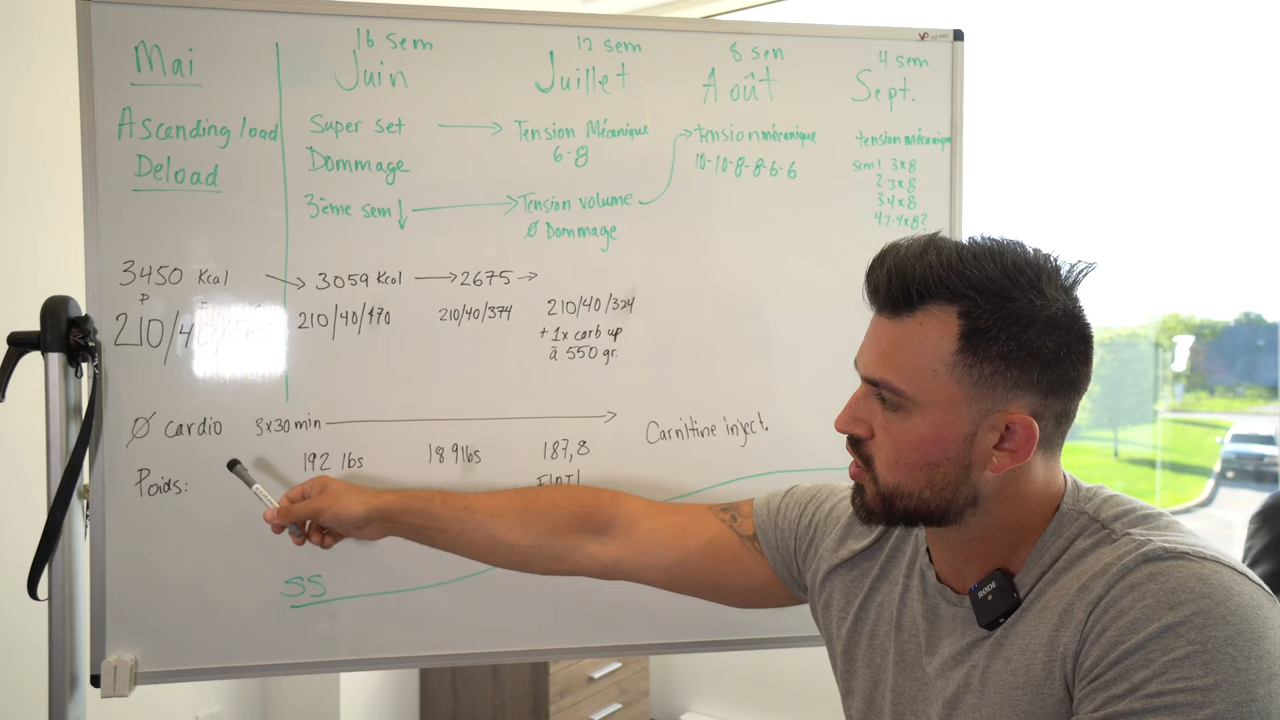 Mai
Ascending load
Deload
16 sem
Juin
Super set
Dommage
3ème sem ↓
12 sem
Juillet
Tension Mécanique
6-8
Tension volume
Ø Dommage
8 sem
Août
tension mécanique
10-10-8-8-6-6
4 sem
Sept.
tension mécanique
sem 1 3x8
2 3x8
3 4x8
3450 Kcal → 3059 Kcal → 2675 →
P
210/40/
210/40/470
210/40/374
210/40/324
+ 1x carb up
à 550 gr.
Ø cardio 3x30 min
Carnitine inject.
Poids:
192 lbs
189 lbs
187,8
SS
RODE